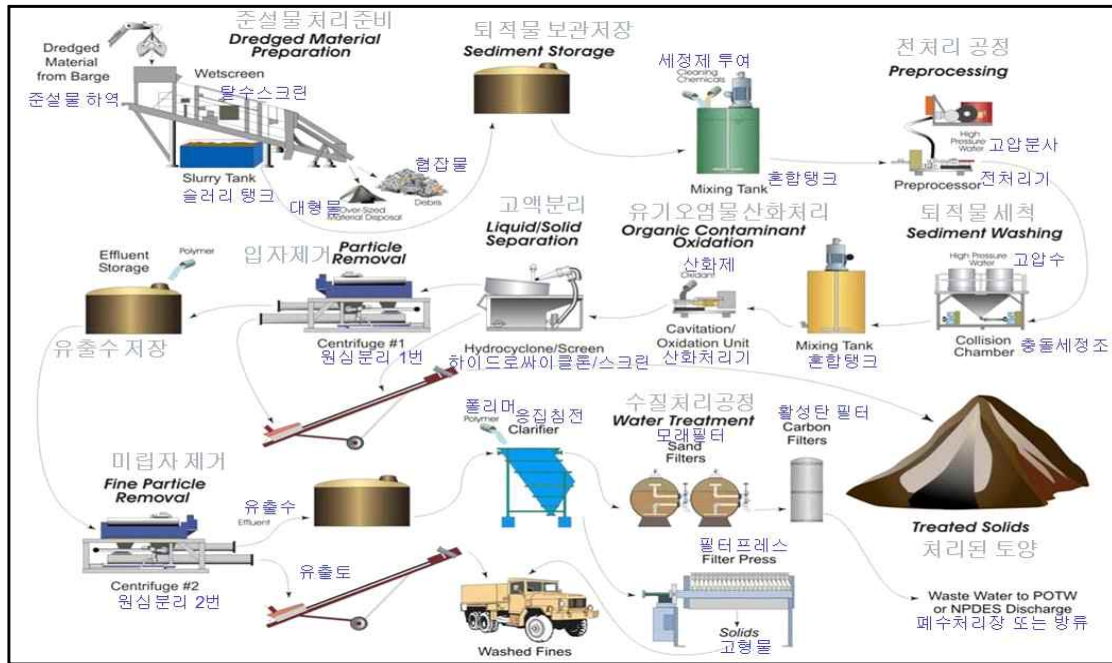 준설물 처리준비
Dredged Material
Preparation
Dredged
Material
from Barge
준설물 하역
Wetscreen
탈수스크린
Slurry Tank
슬러리 탱크
협잡물
Debris
대형물
Over-Sized
Material Disposal
퇴적물 보관저장
Sediment Storage
세정제 투여
Cleaning
Chemicals
Mixing Tank
혼합탱크
전처리 공정
Preprocessing
High
Pressure
Water
고압분사
Preprocessor
전처리기
퇴적물 세척
Sediment Washing
High Pressure
Water
고압수
Collision
Chamber
충돌세정조
유기오염물 산화처리
Organic Contaminant
Oxidation
산화제
Oxidant
Cavitation/
Oxidation Unit
산화처리기
Mixing Tank
혼합탱크
고액분리
Liquid/Solid
Separation
Hydrocyclone/Screen
하이드로싸이클론/스크린
입자제거
Particle
Removal
Centrifuge #1
원심분리 1번
Effluent
Storage
Polymer
유출수 저장
미립자 제거
Fine Particle
Removal
Centrifuge #2
원심분리 2번
유출수
Effluent
유출토
폴리머
Polymer
응집침전
Clarifier
수질처리공정
Water Treatment
모래필터
Sand
Filters
활성탄 필터
Carbon
Filters
Treated Solids
처리된 토양
필터프레스
Filter Press
Solids
고형물
Washed Fines
Waste Water to POTW
or NPDES Discharge
폐수처리장 또는 방류